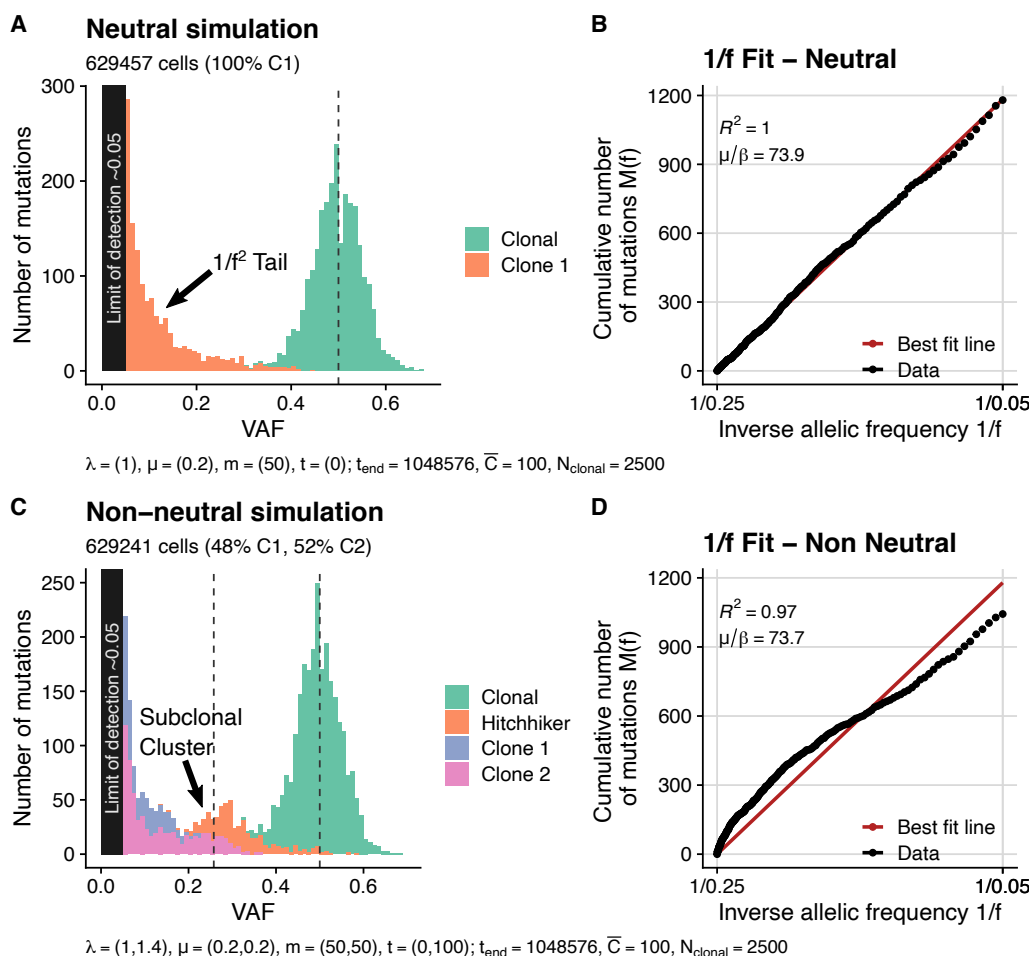 A
Neutral simulation
629457 cells (100% C1)
300
200
100
0
Number of mutations
Limit of detection ~0.05
1/f² Tail
Clonal
Clone 1
0.0 0.2 0.4 0.6
VAF
λ = (1), μ = (0.2), m = (50), t = (0); t_end = 1048576, C̅ = 100, N_clonal = 2500
B
1/f Fit – Neutral
1200
900
600
300
0
Cumulative number
of mutations M(f)
R² = 1
μ/β = 73.9
Best fit line
Data
1/0.25 1/0.05
Inverse allelic frequency 1/f
C
Non–neutral simulation
629241 cells (48% C1, 52% C2)
250
200
150
100
50
0
Number of mutations
Limit of detection ~0.05
Subclonal
Cluster
Clonal
Hitchhiker
Clone 1
Clone 2
0.0 0.2 0.4 0.6
VAF
λ = (1,1.4), μ = (0.2,0.2), m = (50,50), t = (0,100); t_end = 1048576, C̅ = 100, N_clonal = 2500
D
1/f Fit – Non Neutral
1200
900
600
300
0
Cumulative number
of mutations M(f)
R² = 0.97
μ/β = 73.7
Best fit line
Data
1/0.25 1/0.05
Inverse allelic frequency 1/f